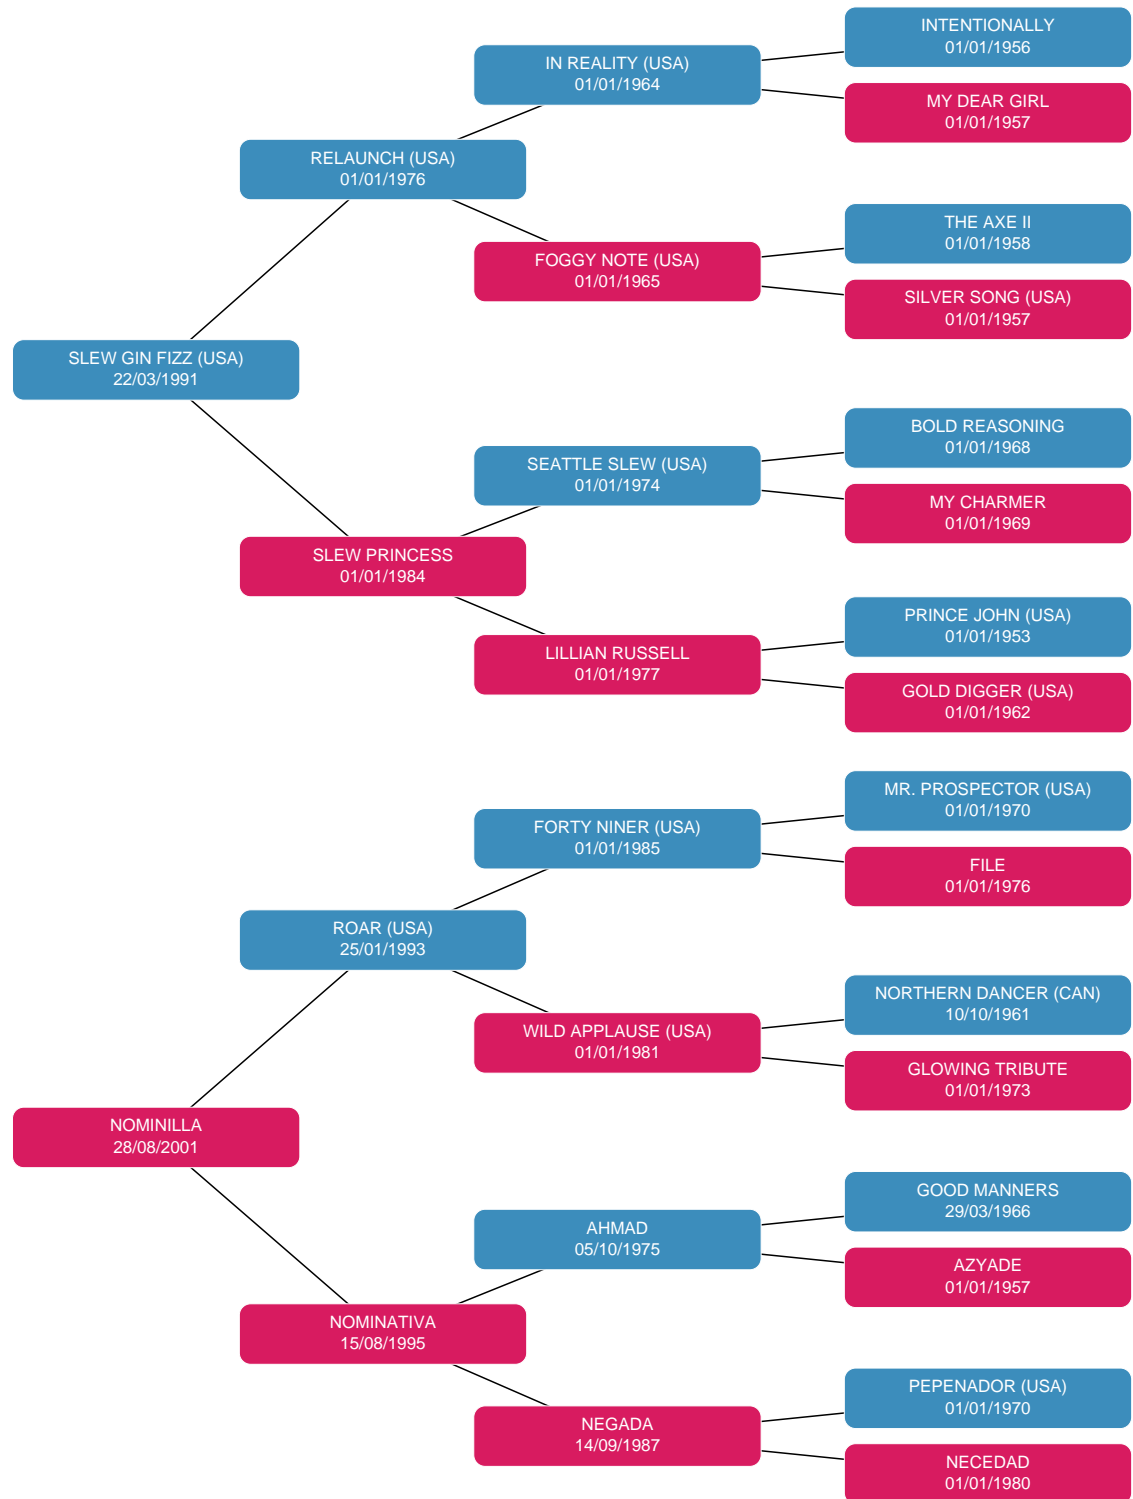 INTENTIONALLY
01/01/1956
IN REALITY (USA)
01/01/1964
MY DEAR GIRL
01/01/1957
RELAUNCH (USA)
01/01/1976
THE AXE II
01/01/1958
FOGGY NOTE (USA)
01/01/1965
SILVER SONG (USA)
01/01/1957
SLEW GIN FIZZ (USA)
22/03/1991
BOLD REASONING
01/01/1968
SEATTLE SLEW (USA)
01/01/1974
MY CHARMER
01/01/1969
SLEW PRINCESS
01/01/1984
PRINCE JOHN (USA)
01/01/1953
LILLIAN RUSSELL
01/01/1977
GOLD DIGGER (USA)
01/01/1962
MR. PROSPECTOR (USA)
01/01/1970
FORTY NINER (USA)
01/01/1985
FILE
01/01/1976
ROAR (USA)
25/01/1993
NORTHERN DANCER (CAN)
10/10/1961
WILD APPLAUSE (USA)
01/01/1981
GLOWING TRIBUTE
01/01/1973
NOMINILLA
28/08/2001
GOOD MANNERS
29/03/1966
AHMAD
05/10/1975
AZYADE
01/01/1957
NOMINATIVA
15/08/1995
PEPENADOR (USA)
01/01/1970
NEGADA
14/09/1987
NECEDAD
01/01/1980